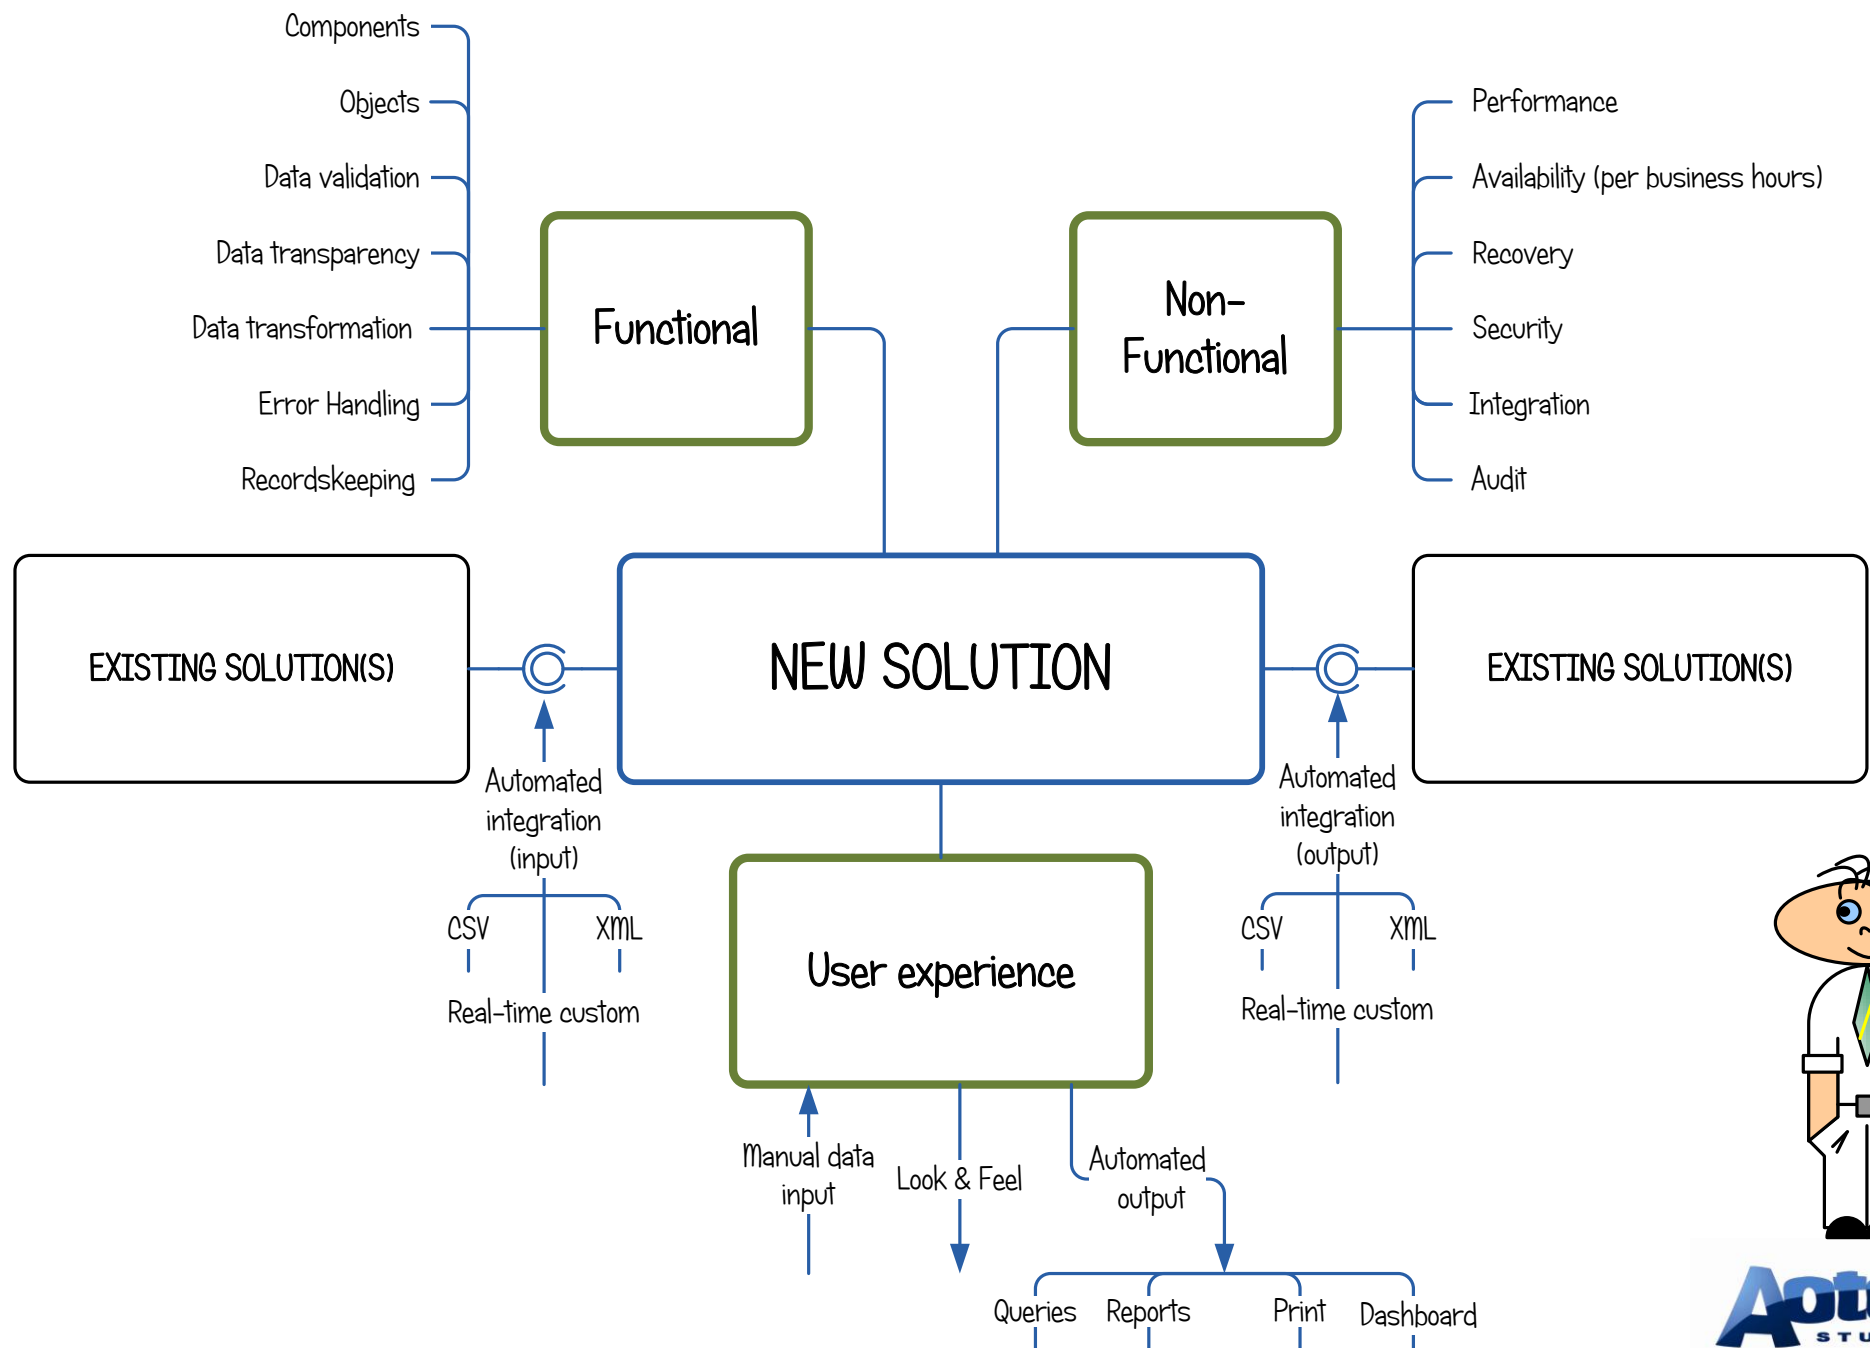 Components
Objects
Data validation
Data transparency
Data transformation
Error Handling
Recordskeeping
Functional
Non-
Functional
Performance
Availability (per business hours)
Recovery
Security
Integration
Audit
EXISTING SOLUTION(S)
NEW SOLUTION
EXISTING SOLUTION(S)
Automated
integration
(input)
CSV
XML
Real-time custom
Automated
integration
(output)
CSV
XML
Real-time custom
User experience
Manual data
input
Look & Feel
Automated
output
Queries
Reports
Print
Dashboard